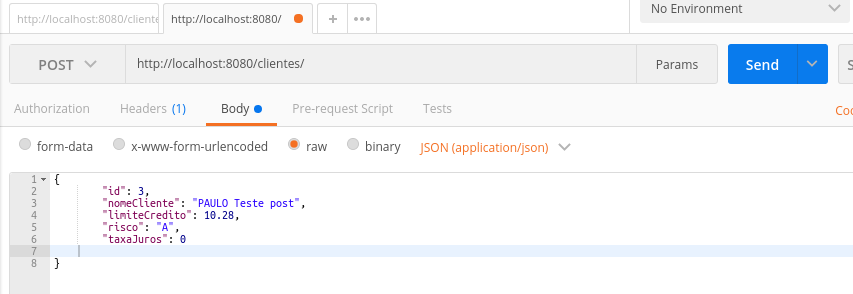 http://localhost:8080/cliente
http://localhost:8080/
+
•••
No Environment
POST
http://localhost:8080/clientes/
Params
Send
S
Authorization
Headers (1)
Body
Pre-request Script
Tests
Coo
form-data
x-www-form-urlencoded
raw
binary
JSON (application/json)
1 {
2 "id": 3,
3 "nomeCliente": "PAULO Teste post",
4 "limiteCredito": 10.28,
5 "risco": "A",
6 "taxaJuros": 0
7
8 }